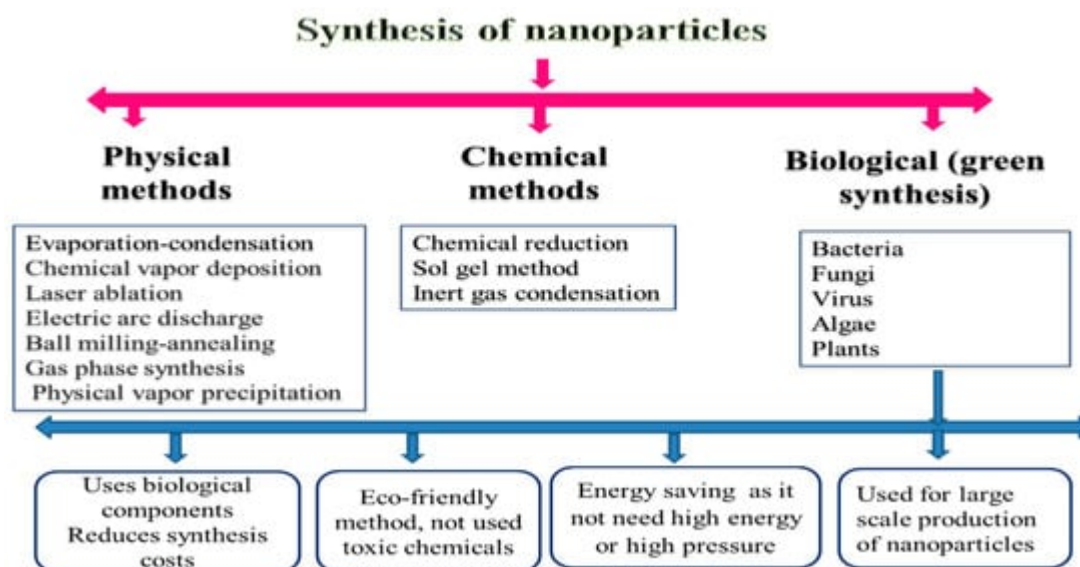 Synthesis of nanoparticles
Physical
methods
Evaporation-condensation
Chemical vapor deposition
Laser ablation
Electric arc discharge
Ball milling-annealing
Gas phase synthesis
Physical vapor precipitation
Chemical
methods
Chemical reduction
Sol gel method
Inert gas condensation
Biological (green
synthesis)
Bacteria
Fungi
Virus
Algae
Plants
Uses biological
components
Reduces synthesis
costs
Eco-friendly
method, not used
toxic chemicals
Energy saving as it
not need high energy
or high pressure
Used for large
scale production
of nanoparticles